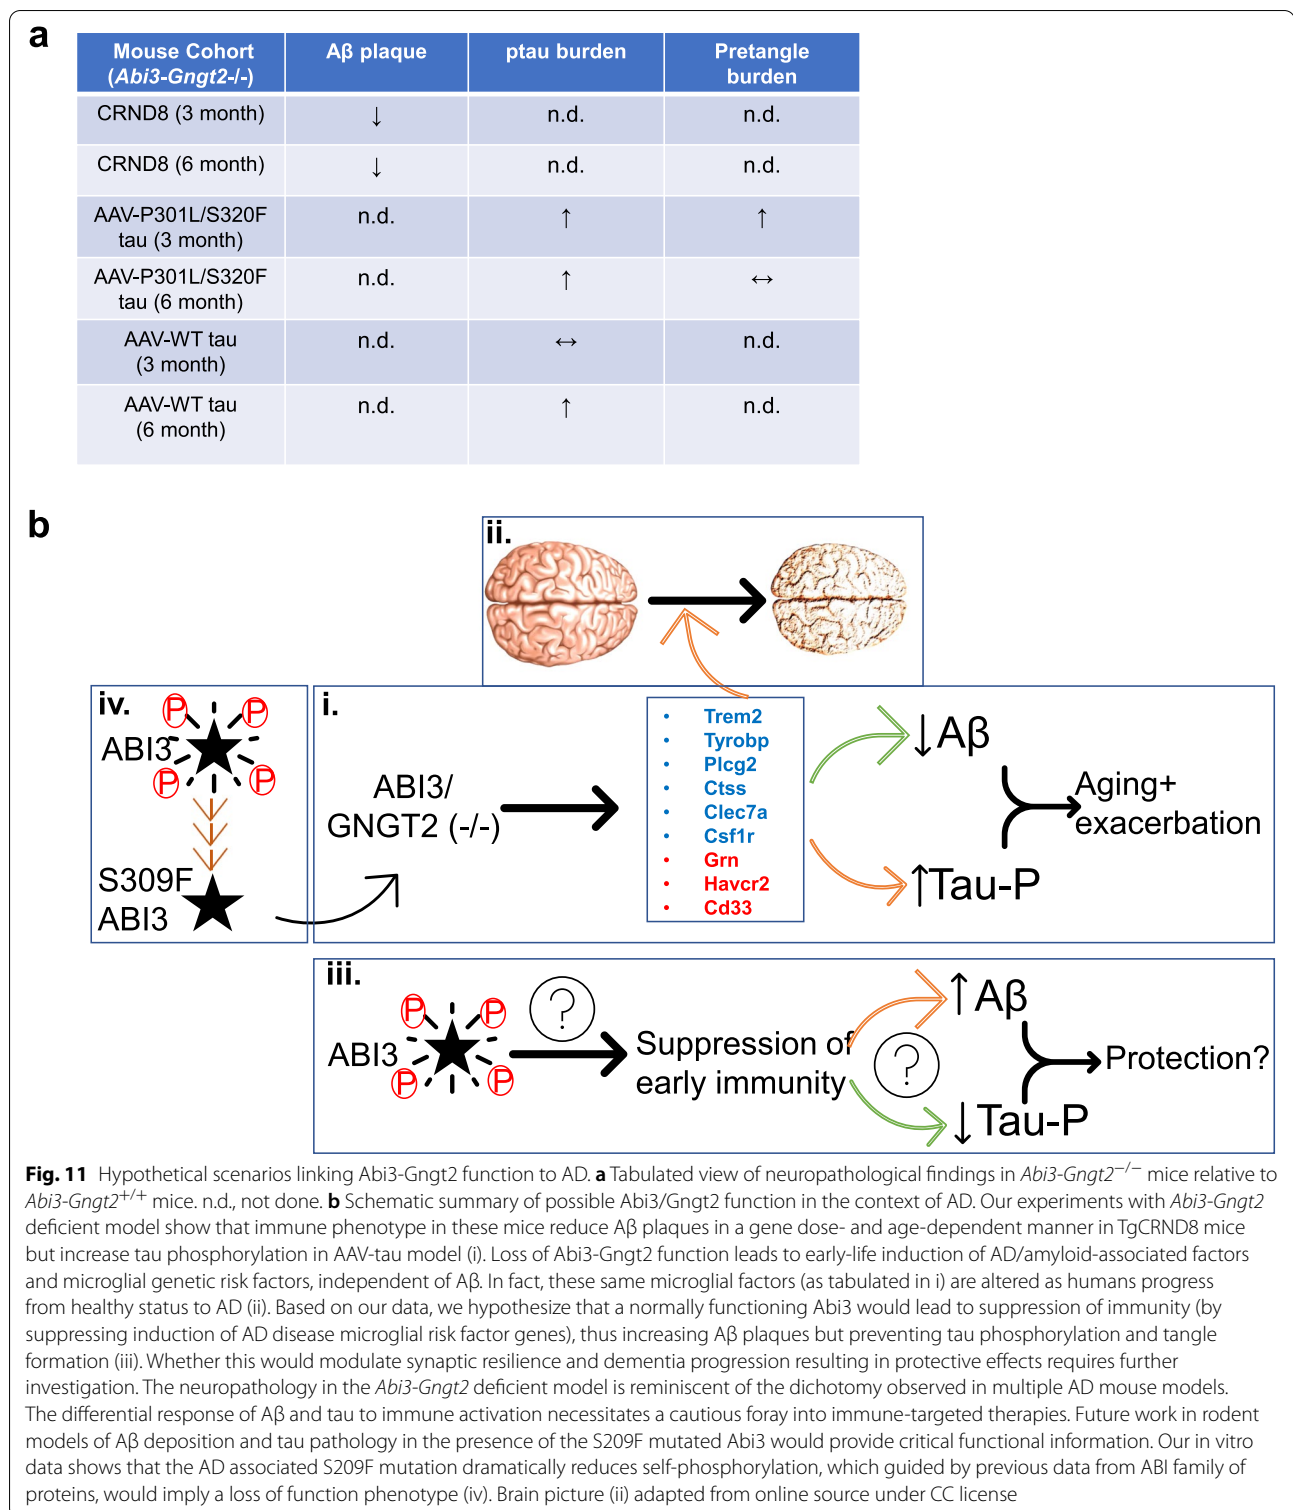 a
Mouse Cohort (Abi3-Gngt2-/-) Aβ plaque ptau burden Pretangle burden
CRND8 (3 month) ↓ n.d. n.d.
CRND8 (6 month) ↓ n.d. n.d.
AAV-P301L/S320F tau (3 month) n.d. ↑ ↑
AAV-P301L/S320F tau (6 month) n.d. ↑ ↔
AAV-WT tau (3 month) n.d. ↔ n.d.
AAV-WT tau (6 month) n.d. ↑ n.d.
b
ii.
iv.
P P
ABI3
P P
S309F
ABI3
i.
ABI3/
GNGT2 (-/-)
• Trem2
• Tyrobp
• Plcg2
• Ctss
• Clec7a
• Csf1r
• Grn
• Havcr2
• Cd33
↓Aβ
↑Tau-P
Aging+
exacerbation
iii.
P P
ABI3
P P
?
Suppression of
early immunity
?
↑Aβ
↓Tau-P
Protection?
Fig. 11 Hypothetical scenarios linking Abi3-Gngt2 function to AD. a Tabulated view of neuropathological findings in Abi3-Gngt2−/− mice relative to
Abi3-Gngt2+/+ mice. n.d., not done. b Schematic summary of possible Abi3/Gngt2 function in the context of AD. Our experiments with Abi3-Gngt2
deficient model show that immune phenotype in these mice reduce Aβ plaques in a gene dose- and age-dependent manner in TgCRND8 mice
but increase tau phosphorylation in AAV-tau model (i). Loss of Abi3-Gngt2 function leads to early-life induction of AD/amyloid-associated factors
and microglial genetic risk factors, independent of Aβ. In fact, these same microglial factors (as tabulated in i) are altered as humans progress
from healthy status to AD (ii). Based on our data, we hypothesize that a normally functioning Abi3 would lead to suppression of immunity (by
suppressing induction of AD disease microglial risk factor genes), thus increasing Aβ plaques but preventing tau phosphorylation and tangle
formation (iii). Whether this would modulate synaptic resilience and dementia progression resulting in protective effects requires further
investigation. The neuropathology in the Abi3-Gngt2 deficient model is reminiscent of the dichotomy observed in multiple AD mouse models.
The differential response of Aβ and tau to immune activation necessitates a cautious foray into immune-targeted therapies. Future work in rodent
models of Aβ deposition and tau pathology in the presence of the S209F mutated Abi3 would provide critical functional information. Our in vitro
data shows that the AD associated S209F mutation dramatically reduces self-phosphorylation, which guided by previous data from ABI family of
proteins, would imply a loss of function phenotype (iv). Brain picture (ii) adapted from online source under CC license